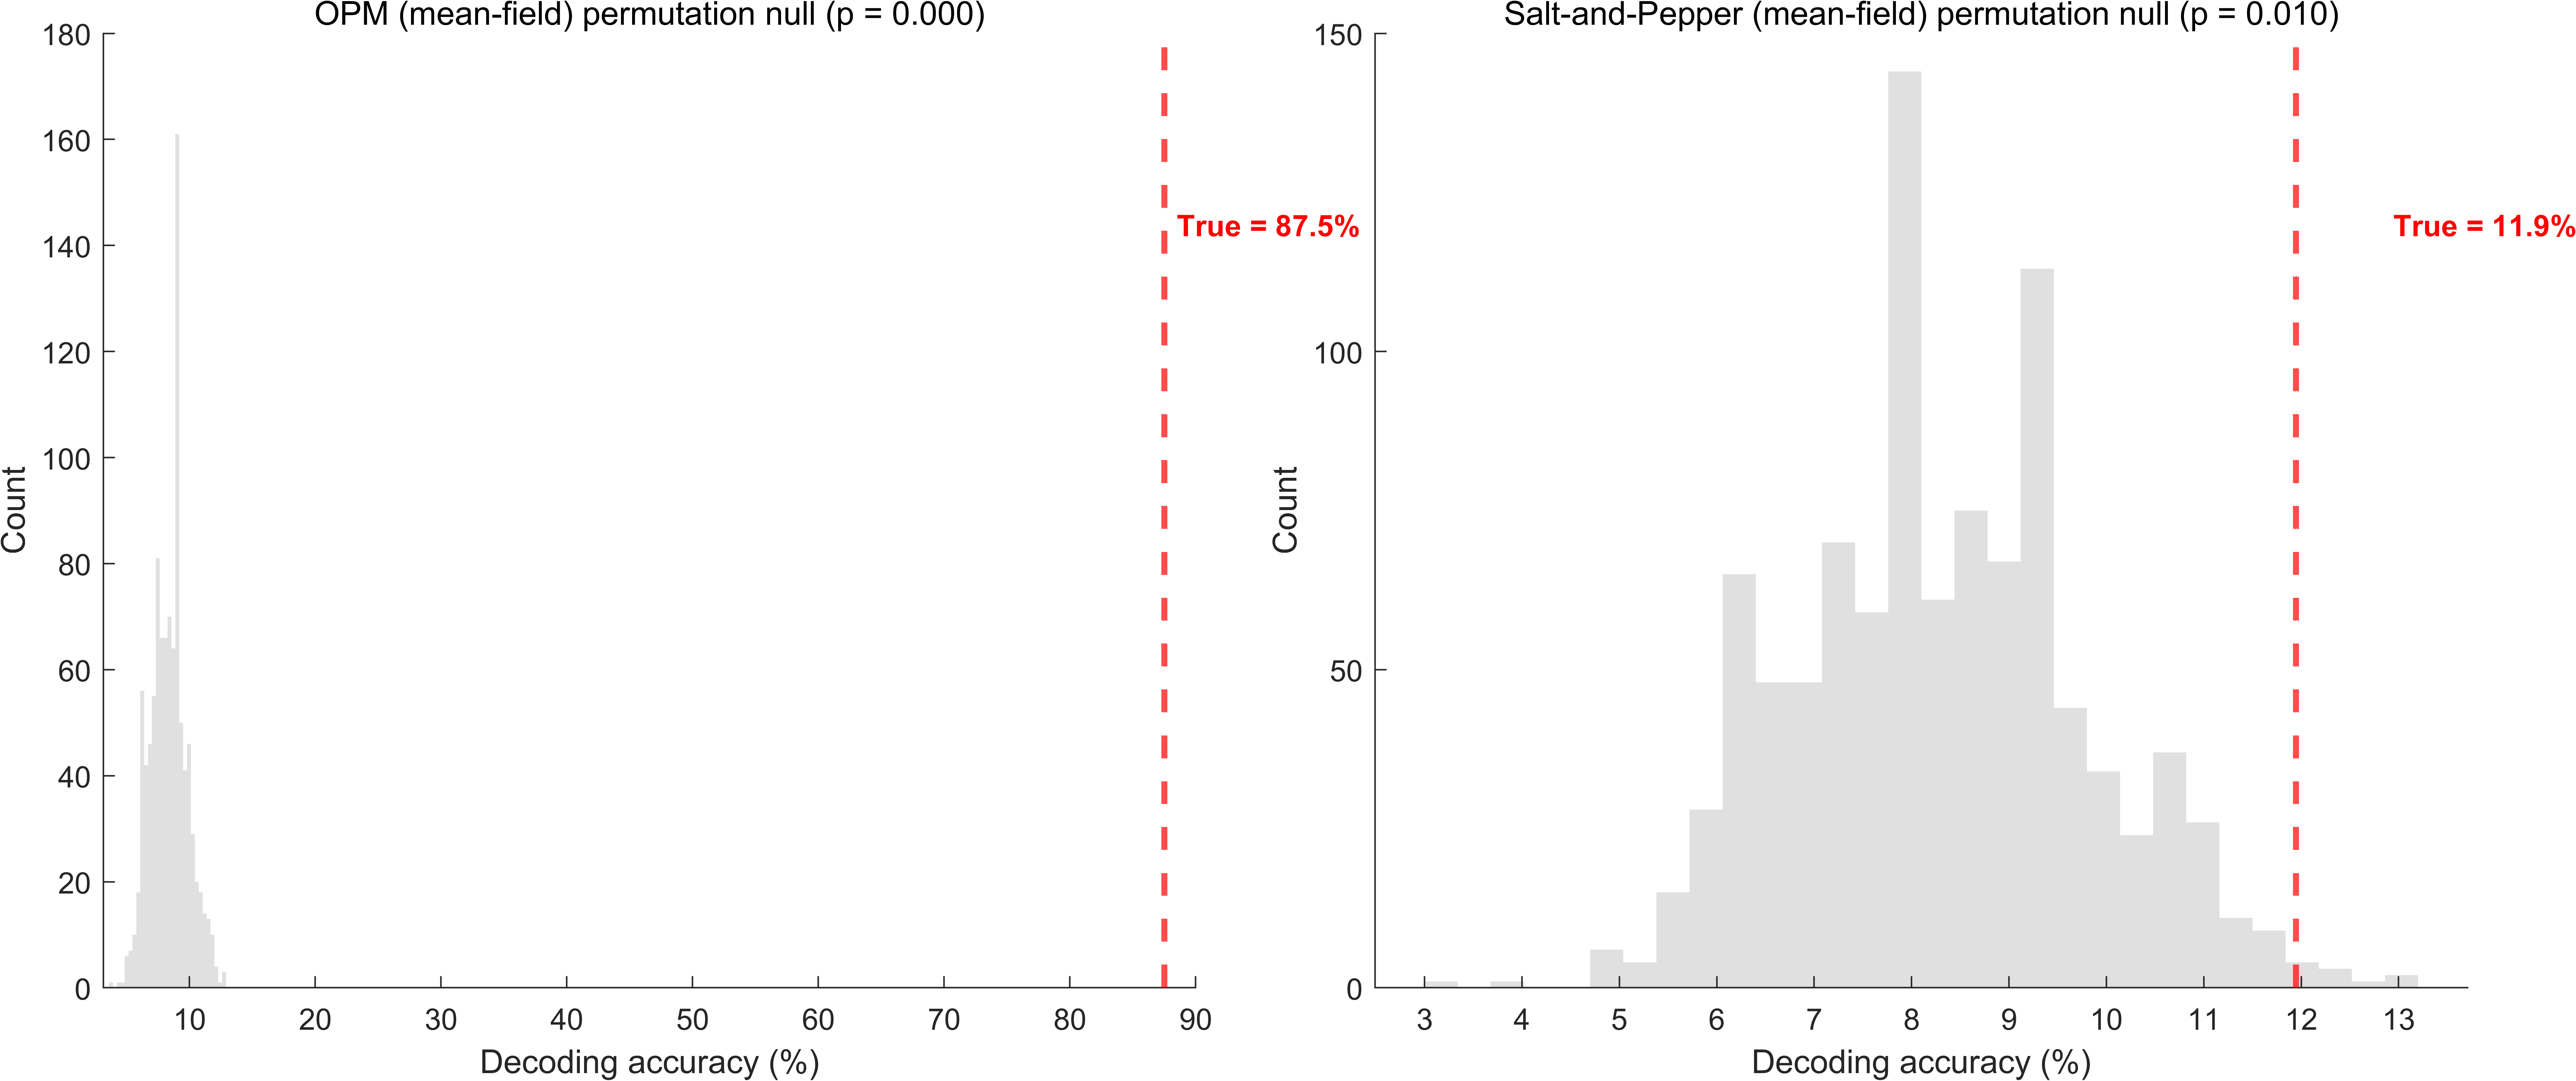 OPM (mean-field) permutation null (p = 0.000)
180
160
140
120
100
80
60
40
20
0
Count
True = 87.5%
10 20 30 40 50 60 70 80 90
Decoding accuracy (%)
Salt-and-Pepper (mean-field) permutation null (p = 0.010)
150
100
50
0
Count
True = 11.9%
3 4 5 6 7 8 9 10 11 12 13
Decoding accuracy (%)